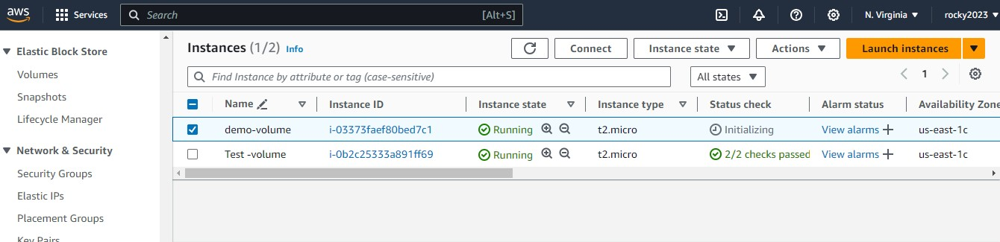 aws Services Search [Alt+S] N. Virginia rocky2023
Elastic Block Store
Volumes
Snapshots
Lifecycle Manager
Network & Security
Security Groups
Elastic IPs
Placement Groups
Key Pairs
Instances (1/2) Info Connect Instance state Actions Launch instances
Find Instance by attribute or tag (case-sensitive) All states 1
Name Instance ID Instance state Instance type Status check Alarm status Availability Zone
demo-volume i-03373faef80bed7c1 Running t2.micro Initializing View alarms us-east-1c
Test -volume i-0b2c25333a891ff69 Running t2.micro 2/2 checks passed View alarms us-east-1c